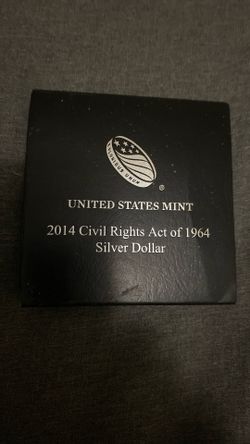 ®
UNITED STATES MINT
2014 Civil Rights Act of 1964
Silver Dollar